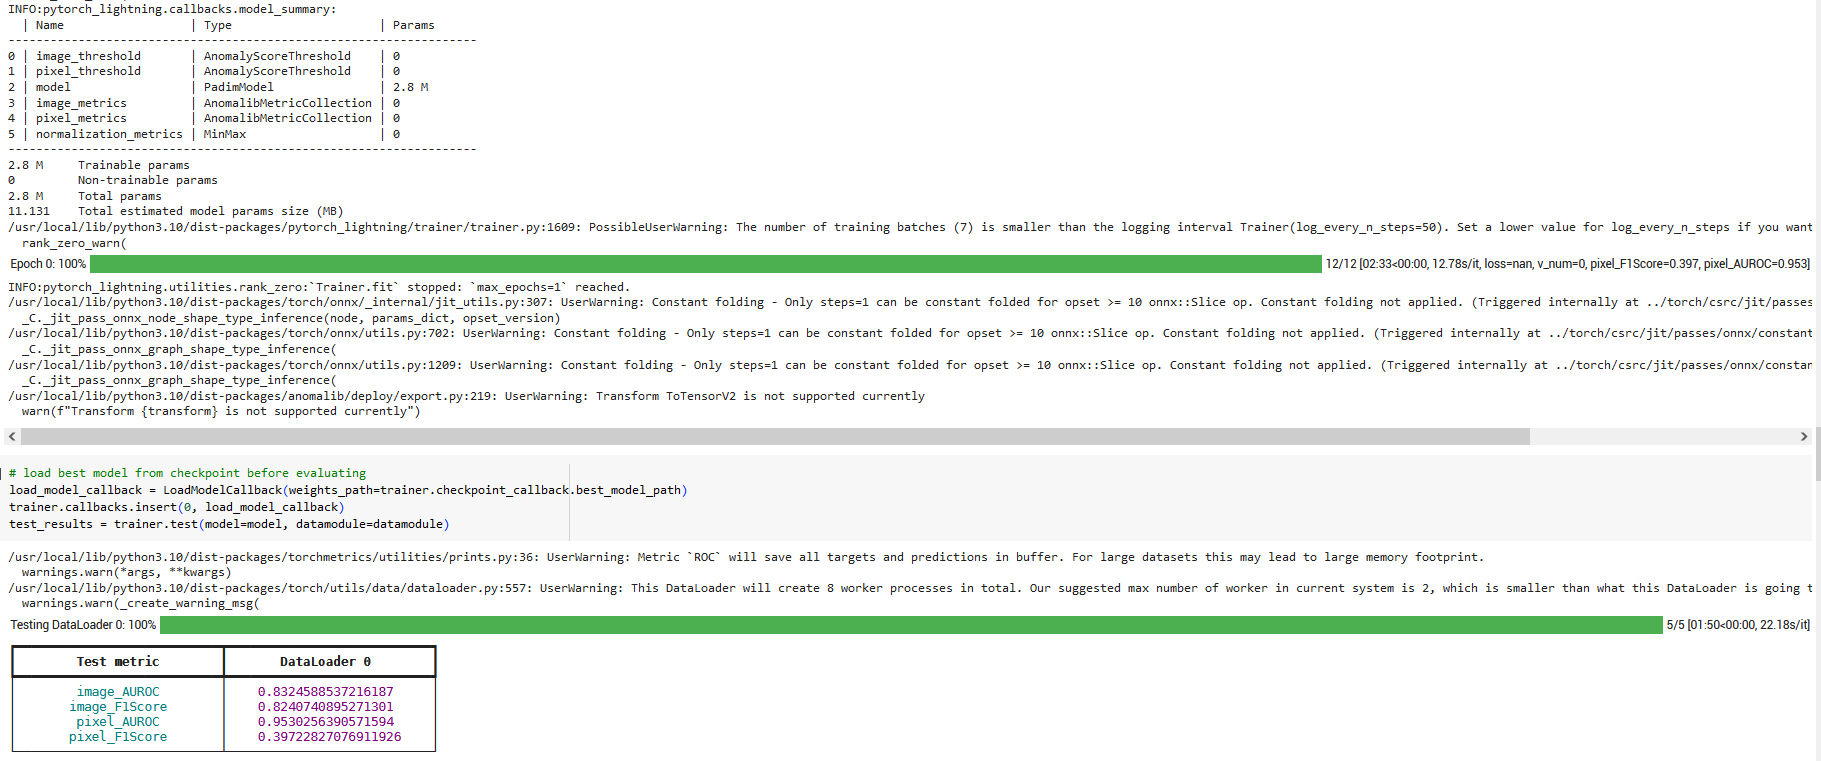 INFO:pytorch_lightning.callbacks.model_summary:
  | Name                  | Type                    | Params
------------------------------------------------------------------
0 | image_threshold       | AnomalyScoreThreshold   | 0
1 | pixel_threshold       | AnomalyScoreThreshold   | 0
2 | model                 | PadimModel              | 2.8 M
3 | image_metrics         | AnomalibMetricCollection | 0
4 | pixel_metrics         | AnomalibMetricCollection | 0
5 | normalization_metrics | MinMax                  | 0
------------------------------------------------------------------
2.8 M     Trainable params
0         Non-trainable params
2.8 M     Total params
11.131    Total estimated model params size (MB)
/usr/local/lib/python3.10/dist-packages/pytorch_lightning/trainer/trainer.py:1609: PossibleUserWarning: The number of training batches (7) is smaller than the logging interval Trainer(log_every_n_steps=50). Set a lower value for log_every_n_steps if you want
  rank_zero_warn(
Epoch 0: 100% 12/12 [02:33<00:00, 12.78s/it, loss=nan, v_num=0, pixel_F1Score=0.397, pixel_AUROC=0.953]
INFO:pytorch_lightning.utilities.rank_zero:`Trainer.fit` stopped: `max_epochs=1` reached.
/usr/local/lib/python3.10/dist-packages/torch/onnx/_internal/jit_utils.py:307: UserWarning: Constant folding - Only steps=1 can be constant folded for opset >= 10 onnx::Slice op. Constant folding not applied. (Triggered internally at ../torch/csrc/jit/passes
  _C._jit_pass_onnx_node_shape_type_inference(node, params_dict, opset_version)
/usr/local/lib/python3.10/dist-packages/torch/onnx/utils.py:702: UserWarning: Constant folding - Only steps=1 can be constant folded for opset >= 10 onnx::Slice op. Constant folding not applied. (Triggered internally at ../torch/csrc/jit/passes/onnx/constant
  _C._jit_pass_onnx_graph_shape_type_inference(
/usr/local/lib/python3.10/dist-packages/torch/onnx/utils.py:1209: UserWarning: Constant folding - Only steps=1 can be constant folded for opset >= 10 onnx::Slice op. Constant folding not applied. (Triggered internally at ../torch/csrc/jit/passes/onnx/constan
  _C._jit_pass_onnx_graph_shape_type_inference(
/usr/local/lib/python3.10/dist-packages/anomalib/deploy/export.py:219: UserWarning: Transform ToTensorV2 is not supported currently
  warn(f"Transform {transform} is not supported currently")
# load best model from checkpoint before evaluating
load_model_callback = LoadModelCallback(weights_path=trainer.checkpoint_callback.best_model_path)
trainer.callbacks.insert(0, load_model_callback)
test_results = trainer.test(model=model, datamodule=datamodule)
/usr/local/lib/python3.10/dist-packages/torchmetrics/utilities/prints.py:36: UserWarning: Metric `ROC` will save all targets and predictions in buffer. For large datasets this may lead to large memory footprint.
  warnings.warn(*args, **kwargs)
/usr/local/lib/python3.10/dist-packages/torch/utils/data/dataloader.py:557: UserWarning: This DataLoader will create 8 worker processes in total. Our suggested max number of worker in current system is 2, which is smaller than what this DataLoader is going t
  warnings.warn(_create_warning_msg(
Testing DataLoader 0: 100% 5/5 [01:50<00:00, 22.18s/it]
Test metric DataLoader 0
image_AUROC 0.8324588537216187
image_F1Score 0.8240740895271301
pixel_AUROC 0.9530256390571594
pixel_F1Score 0.39722827076911926